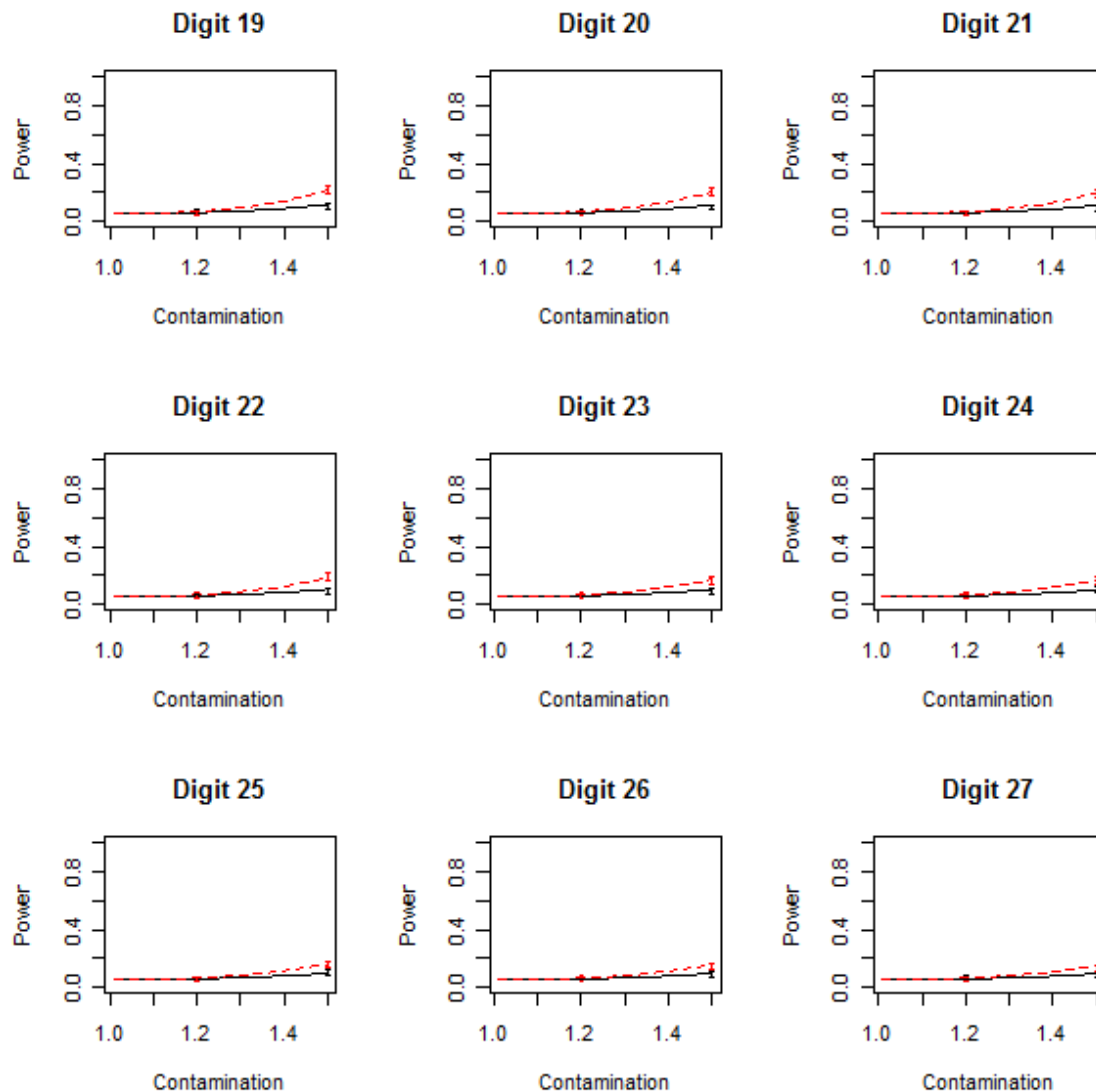 Digit 19 Digit 20 Digit 21
Power 0.0 0.4 0.8 Power 0.0 0.4 0.8 Power 0.0 0.4 0.8
1.0 1.2 1.4 1.0 1.2 1.4 1.0 1.2 1.4
Contamination Contamination Contamination
Digit 22 Digit 23 Digit 24
Power 0.0 0.4 0.8 Power 0.0 0.4 0.8 Power 0.0 0.4 0.8
1.0 1.2 1.4 1.0 1.2 1.4 1.0 1.2 1.4
Contamination Contamination Contamination
Digit 25 Digit 26 Digit 27
Power 0.0 0.4 0.8 Power 0.0 0.4 0.8 Power 0.0 0.4 0.8
1.0 1.2 1.4 1.0 1.2 1.4 1.0 1.2 1.4
Contamination Contamination Contamination